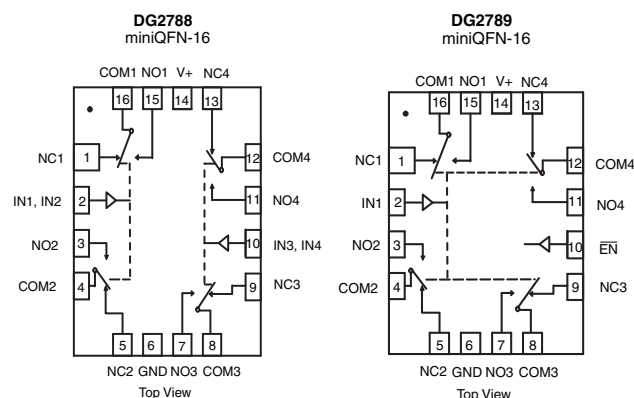 DG2788
miniQFN-16
COM1 NO1 V+ NC4
16 15 14 13
NC1 1 12 COM4
IN1, IN2 2 11 NO4
NO2 3 10 IN3, IN4
COM2 4 9 NC3
5 6 7 8
NC2 GND NO3 COM3
Top View
DG2789
miniQFN-16
COM1 NO1 V+ NC4
16 15 14 13
NC1 1 12 COM4
IN1 2 11 NO4
NO2 3 10 EN
COM2 4 9 NC3
5 6 7 8
NC2 GND NO3 COM3
Top View